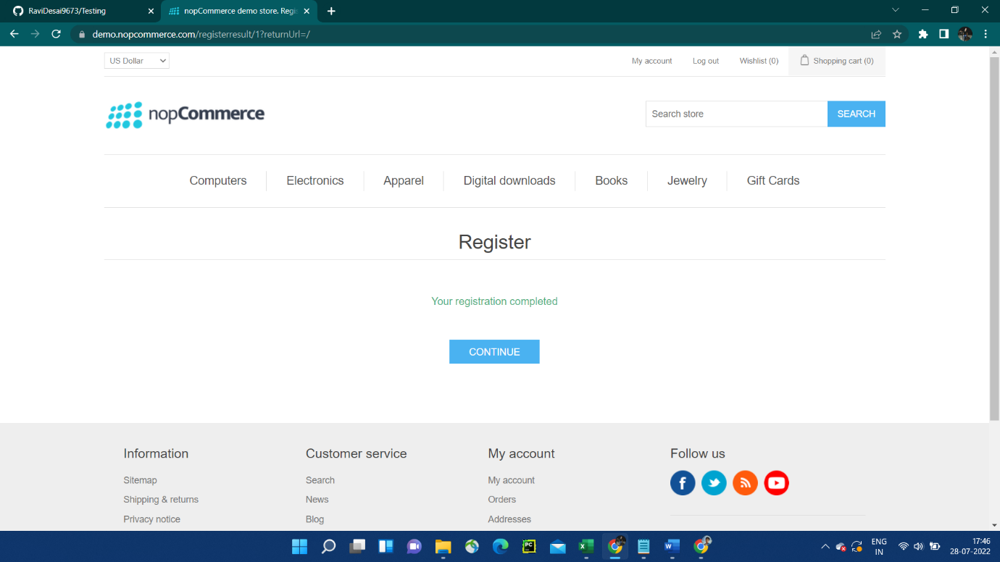 RaviDesai9673/Testing
nopCommerce demo store. Regi
demo.nopcommerce.com/registerresult/1?returnUrl=/
US Dollar
My account
Log out
Wishlist (0)
Shopping cart (0)
nopCommerce
Search store
SEARCH
Computers
Electronics
Apparel
Digital downloads
Books
Jewelry
Gift Cards
Register
Your registration completed
CONTINUE
Information
Customer service
My account
Follow us
Sitemap
Search
My account
Shipping & returns
News
Orders
Privacy notice
Blog
Addresses
PC
ENG
IN
17:46
28-07-2022